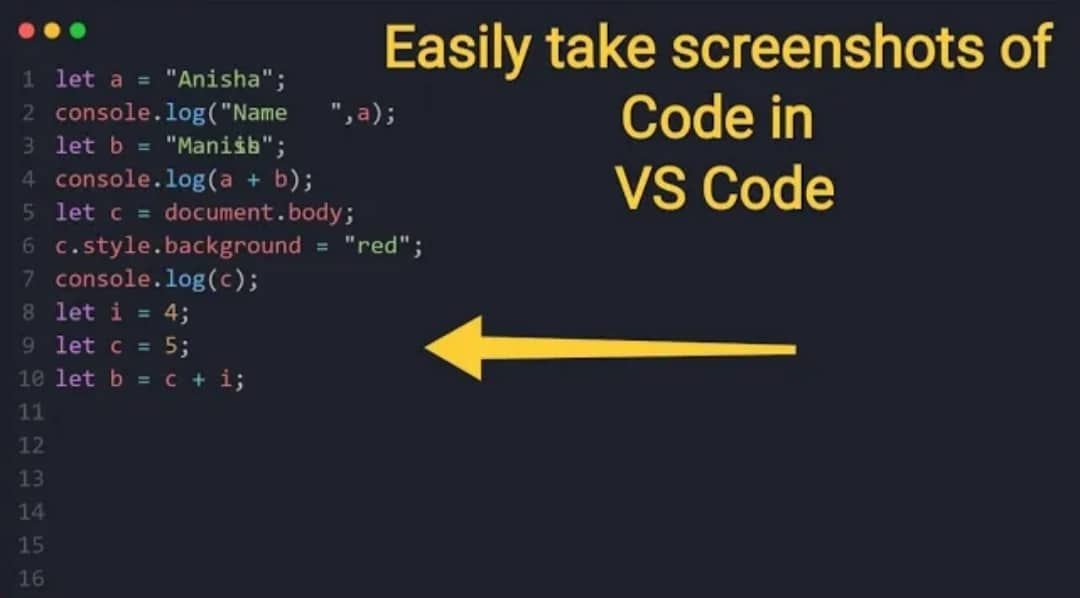 Easily take screenshots of
Code in
VS Code
1 let a = "Anisha";
2 console.log("Name   ",a);
3 let b = "";
4 console.log(a + b);
5 let c = document.body;
6 c.style.background = "red";
7 console.log(c);
8 let i = 4;
9 let c = 5;
10 let b = c + i;
11
12
13
14
15
16